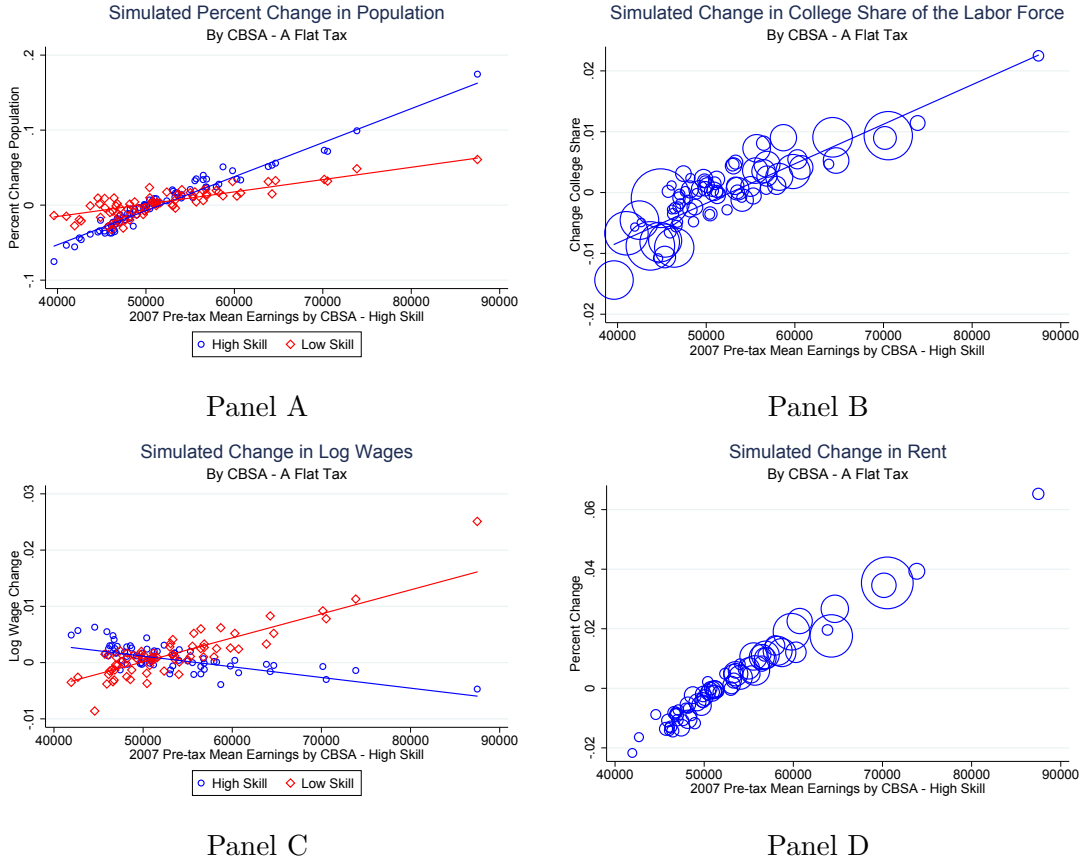 Simulated Percent Change in Population
By CBSA - A Flat Tax
Percent Change Population
.2
.1
0
-.1
40000 50000 60000 70000 80000 90000
2007 Pre-tax Mean Earnings by CBSA - High Skill
High Skill Low Skill
Panel A
Simulated Change in College Share of the Labor Force
By CBSA - A Flat Tax
Change College Share
.02
.01
0
-.01
-.02
40000 50000 60000 70000 80000 90000
2007 Pre-tax Mean Earnings by CBSA - High Skill
Panel B
Simulated Change in Log Wages
By CBSA - A Flat Tax
Log Wage Change
.03
.02
.01
0
-.01
40000 50000 60000 70000 80000 90000
2007 Pre-tax Mean Earnings by CBSA - High Skill
High Skill Low Skill
Panel C
Simulated Change in Rent
By CBSA - A Flat Tax
Percent Change
.06
.04
.02
0
-.02
40000 50000 60000 70000 80000 90000
2007 Pre-tax Mean Earnings by CBSA - High Skill
Panel D